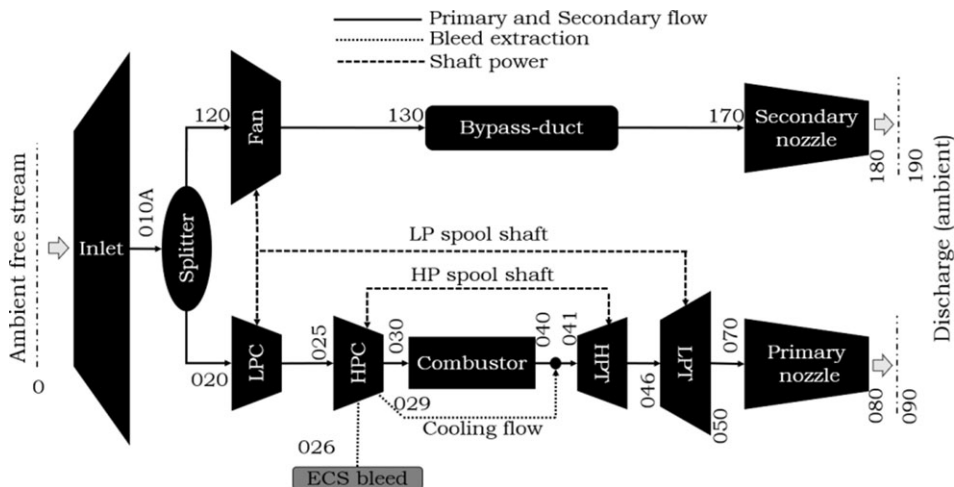 Primary and Secondary flow
Bleed extraction
Shaft power
Ambient free stream
0
Inlet
010A
Splitter
120
Fan
130
Bypass-duct
170
Secondary
nozzle
180
190
Discharge (ambient)
LP spool shaft
HP spool shaft
020
LPC
025
HPC
030
Combustor
040
041
HPT
046
LPT
050
070
Primary
nozzle
080
090
029
Cooling flow
026
ECS bleed